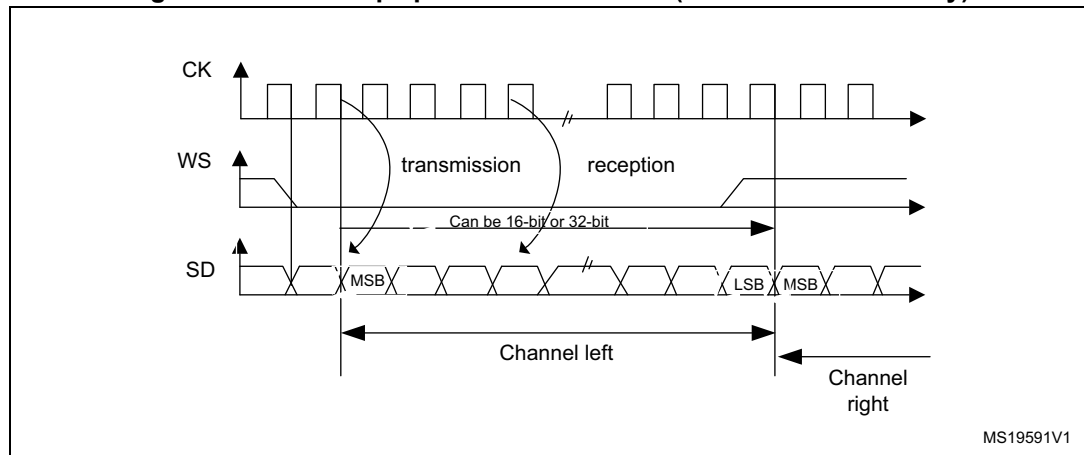 CK
WS
transmission
reception
Can be 16-bit or 32-bit
SD
MSB
LSB
MSB
Channel left
Channel
right
MS19591V1